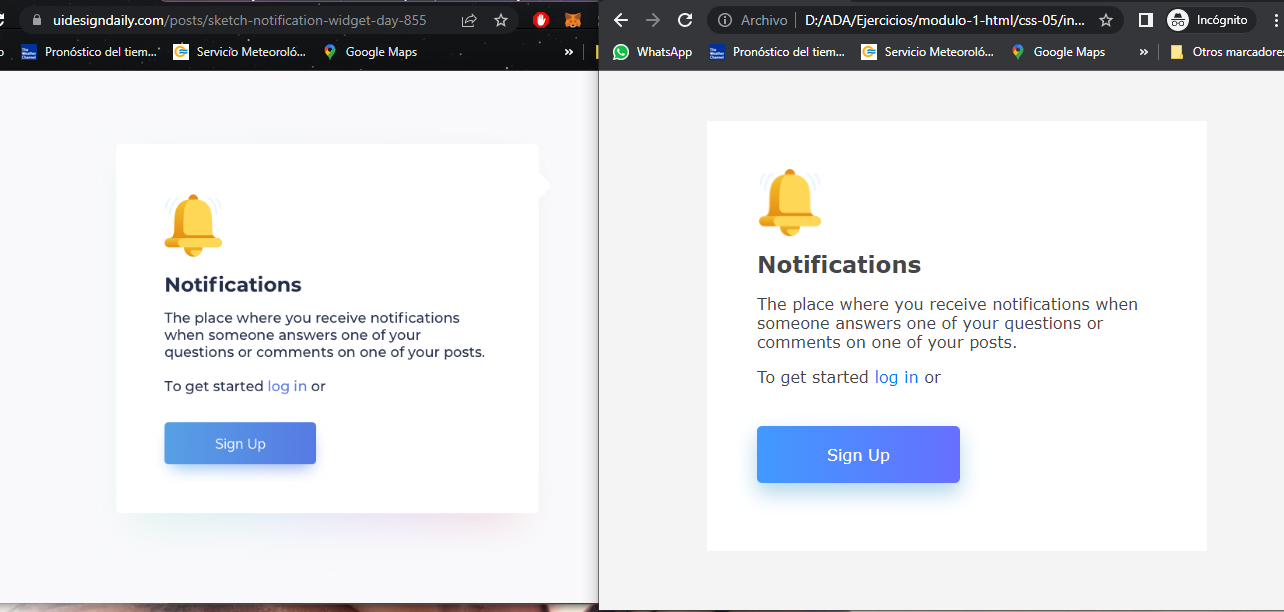 uidesigndaily.com/posts/sketch-notification-widget-day-855
Pronóstico del tiem...
Servicio Meteoroló...
Google Maps
»
Notifications
The place where you receive notifications
when someone answers one of your
questions or comments on one of your posts.
To get started log in or
Sign Up
Archivo
D:/ADA/Ejercicios/modulo-1-html/css-05/in...
Incógnito
WhatsApp
Pronóstico del tiem...
Servicio Meteoroló...
Google Maps
»
Otros marcadores
Notifications
The place where you receive notifications when
someone answers one of your questions or
comments on one of your posts.
To get started log in or
Sign Up